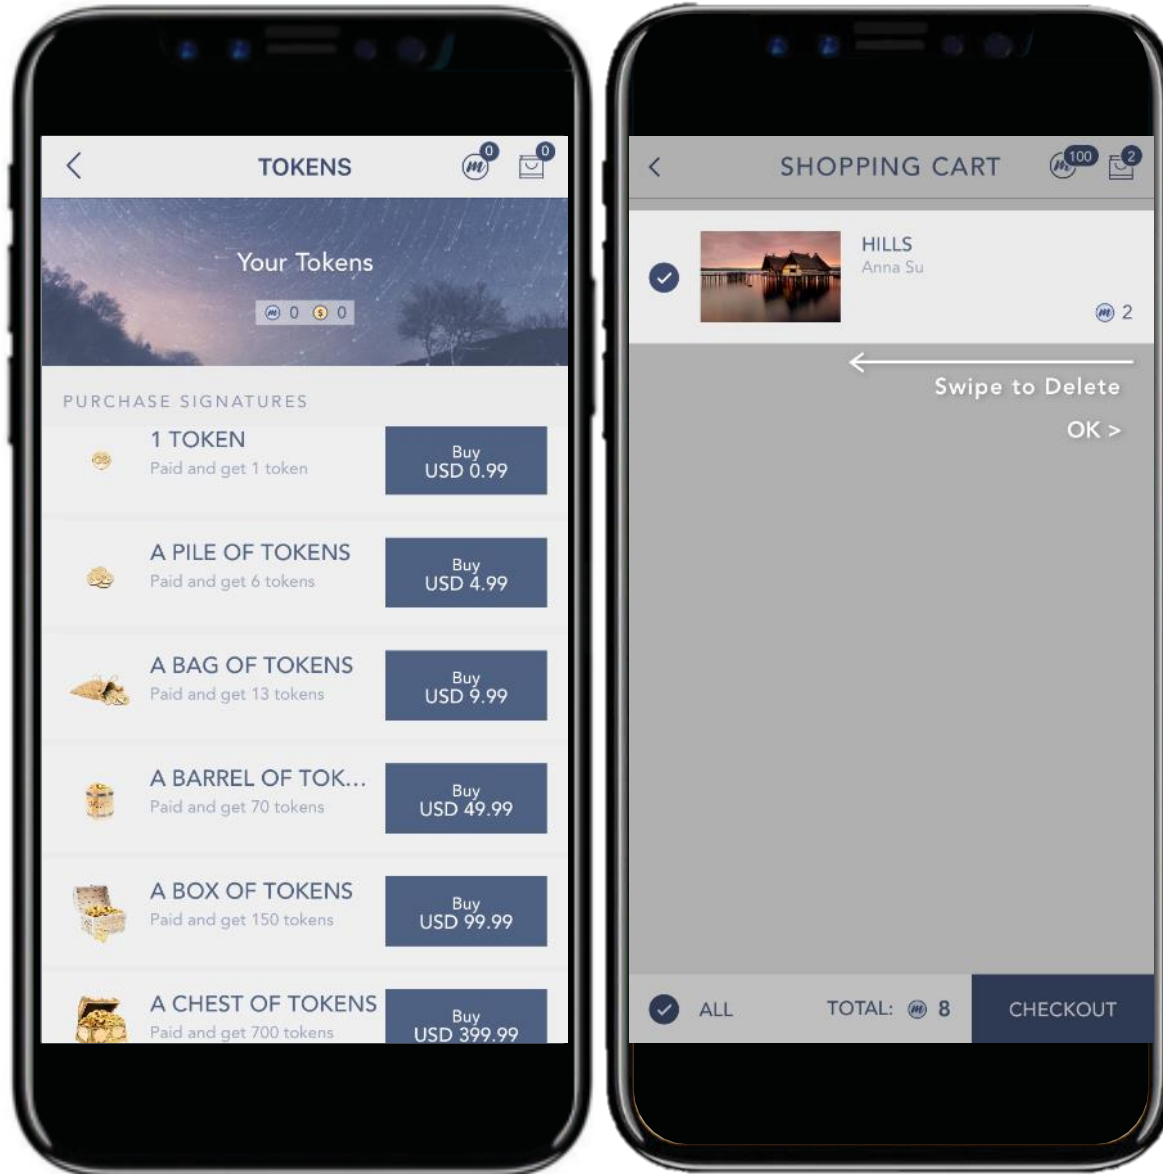 TOKENS
0
0
Your Tokens
0 0
PURCHASE SIGNATURES
1 TOKEN
Paid and get 1 token
Buy
USD 0.99
A PILE OF TOKENS
Paid and get 6 tokens
Buy
USD 4.99
A BAG OF TOKENS
Paid and get 13 tokens
Buy
USD 9.99
A BARREL OF TOK...
Paid and get 70 tokens
Buy
USD 49.99
A BOX OF TOKENS
Paid and get 150 tokens
Buy
USD 99.99
A CHEST OF TOKENS
Paid and get 700 tokens
Buy
USD 399.99
SHOPPING CART
100
2
HILLS
Anna Su
m 2
Swipe to Delete
OK >
ALL
TOTAL: m 8
CHECKOUT